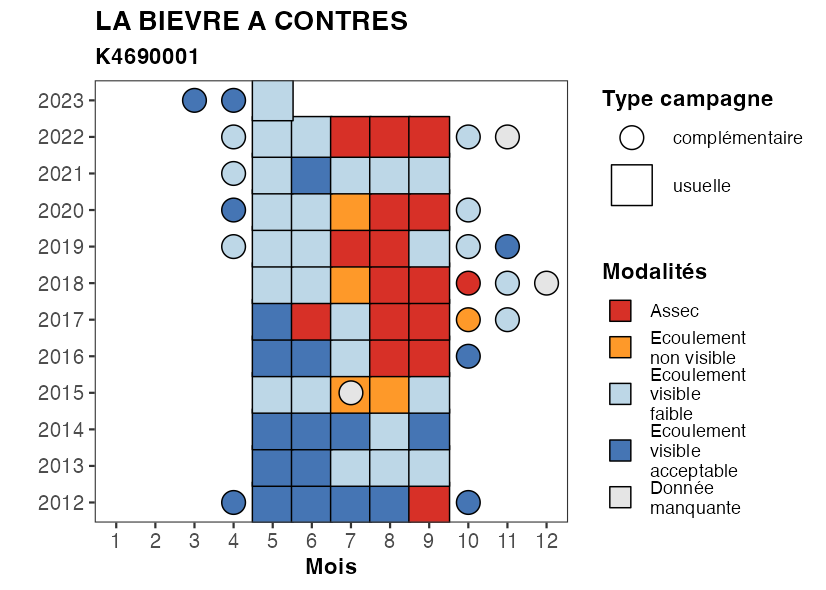 LA BIEVRE A CONTRES
K4690001
2023
2022
2021
2020
2019
2018
2017
2016
2015
2014
2013
2012
1 2 3 4 5 6 7 8 9 10 11 12
Mois
Type campagne
complémentaire
usuelle
Modalités
Assec
Ecoulement
non visible
Ecoulement
visible
faible
Ecoulement
visible
acceptable
Donnée
manquante